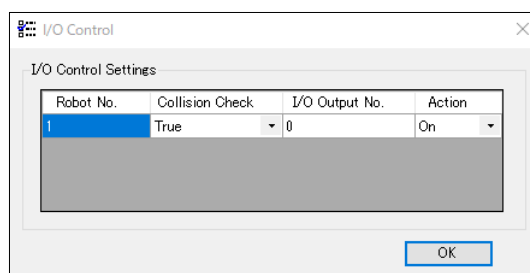 I/O Control
I/O Control Settings
Robot No. Collision Check I/O Output No. Action
1 True 0 On
OK